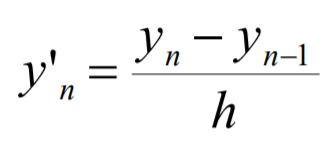 y'n = yn − yn−1 / h